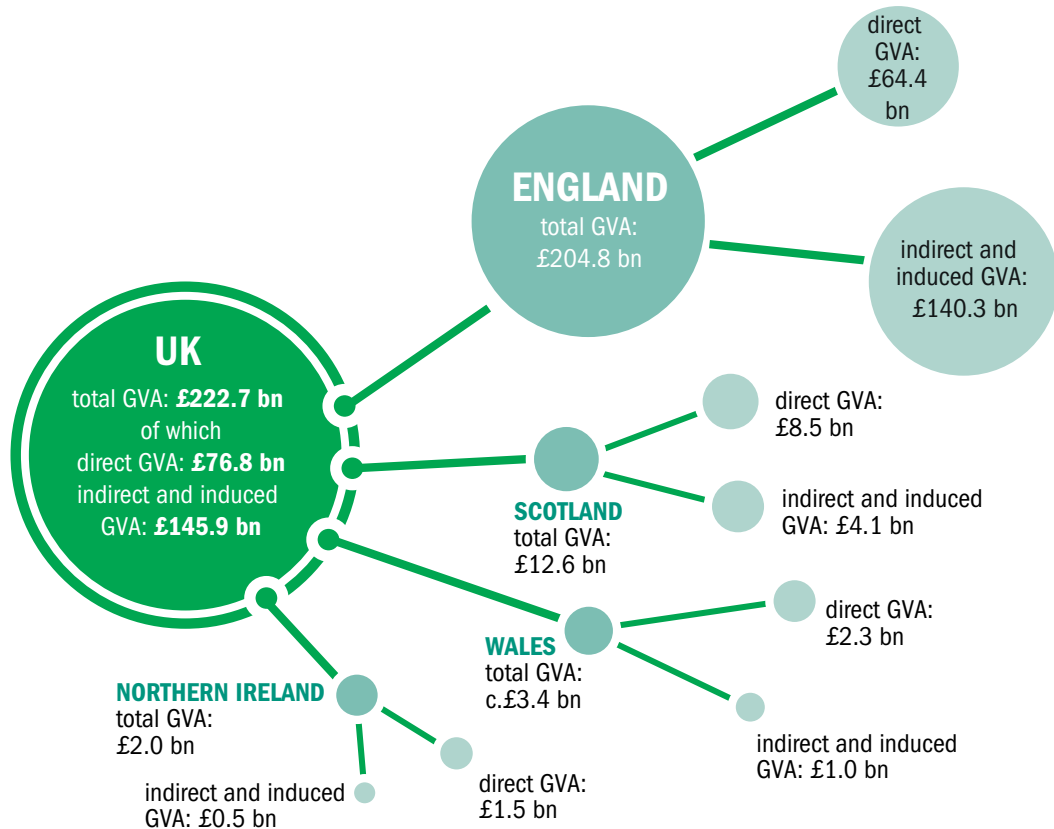 direct
GVA:
£64.4
bn
ENGLAND
total GVA:
£204.8 bn
indirect and
induced GVA:
£140.3 bn
UK
total GVA: £222.7 bn
of which
direct GVA: £76.8 bn
indirect and induced
GVA: £145.9 bn
direct GVA:
£8.5 bn
SCOTLAND
total GVA:
£12.6 bn
indirect and induced
GVA: £4.1 bn
direct GVA:
£2.3 bn
WALES
total GVA:
c.£3.4 bn
indirect and induced
GVA: £1.0 bn
NORTHERN IRELAND
total GVA:
£2.0 bn
direct GVA:
£1.5 bn
indirect and induced
GVA: £0.5 bn